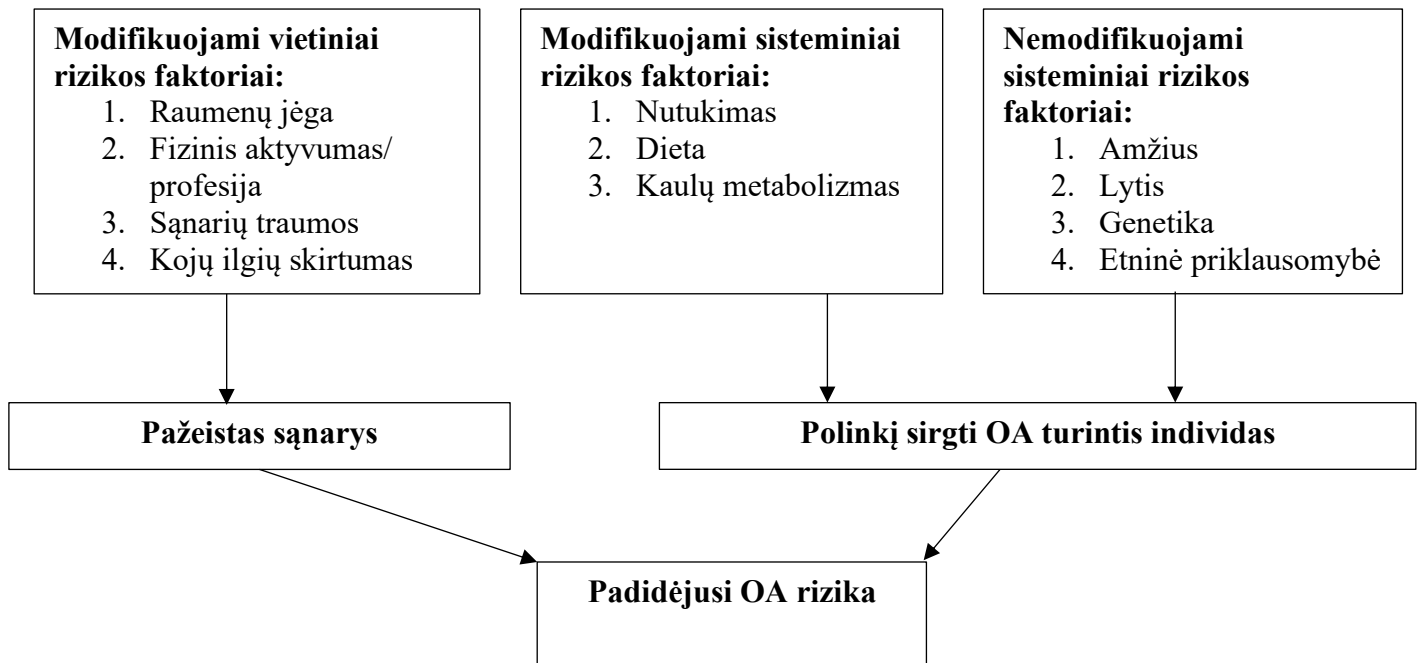 Modifikuojami vietiniai
rizikos faktoriai:
1. Raumenų jėga
2. Fizinis aktyvumas/
profesija
3. Sąnarių traumos
4. Kojų ilgių skirtumas
Modifikuojami sisteminiai
rizikos faktoriai:
1. Nutukimas
2. Dieta
3. Kaulų metabolizmas
Nemodifikuojami
sisteminiai rizikos
faktoriai:
1. Amžius
2. Lytis
3. Genetika
4. Etninė priklausomybė
Pažeistas sąnarys
Polinkį sirgti OA turintis individas
Padidėjusi OA rizika